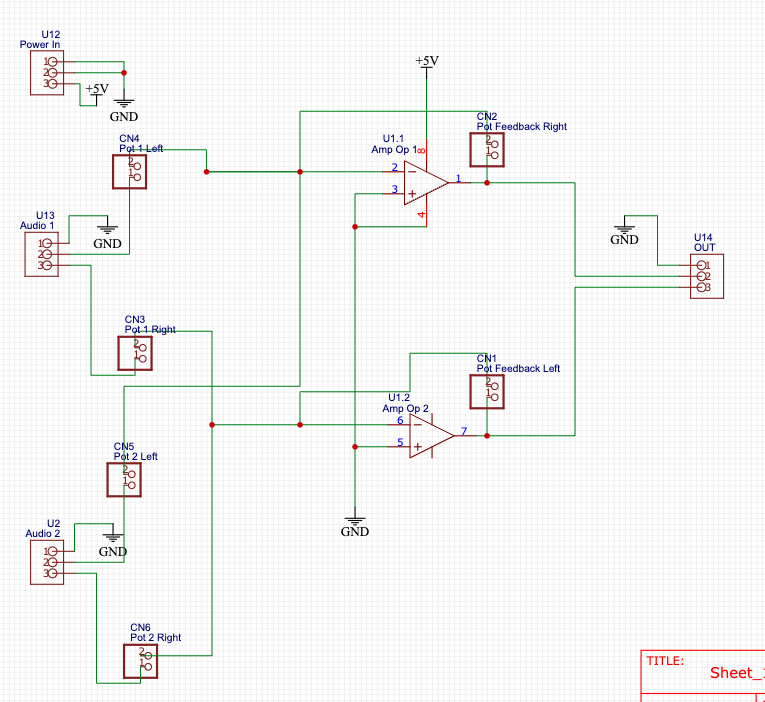 U12
Power In
1
2
3
+5V
GND
+5V
CN4
Pot 1 Left
2
1
U1.1
Amp Op 1
8
2
3
1
4
CN2
Pot Feedback Right
2
1
U13
Audio 1
1
2
3
GND
GND
U14
OUT
1
2
3
CN3
Pot 1 Right
2
1
CN1
Pot Feedback Left
2
1
U1.2
Amp Op 2
6
5
7
CN5
Pot 2 Left
2
1
GND
U2
Audio 2
1
2
3
GND
CN6
Pot 2 Right
2
1
TITLE:
Sheet_